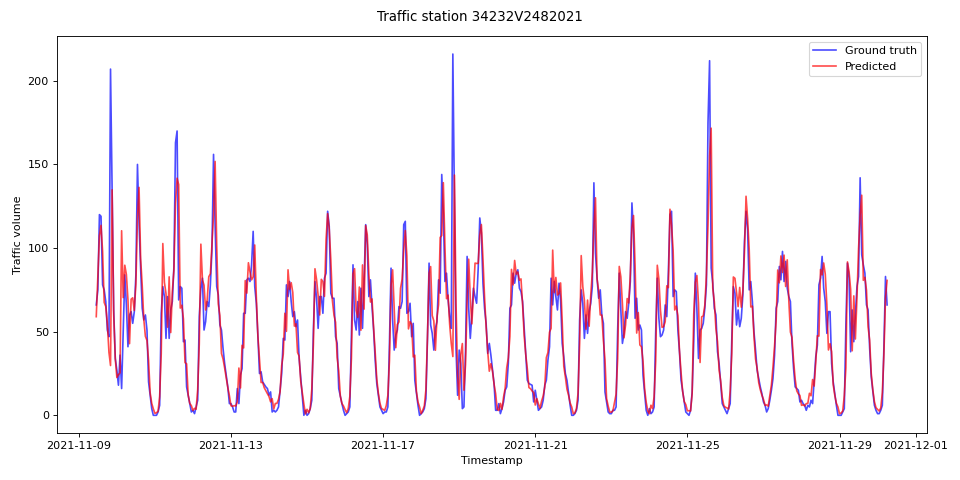 Traffic station 34232V2482021
Ground truth
Predicted
Traffic volume
200
150
100
50
0
2021-11-09
2021-11-13
2021-11-17
2021-11-21
2021-11-25
2021-11-29
2021-12-01
Timestamp